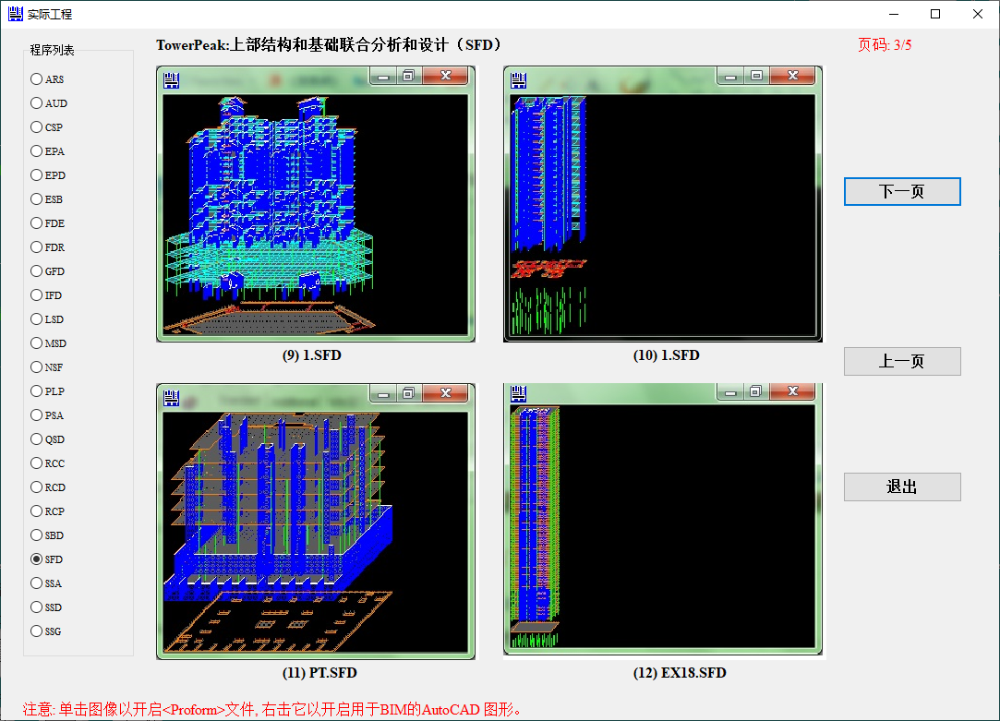 实际工程
程序列表
ARS
AUD
CSP
EPA
EPD
ESB
FDE
FDR
GFD
IFD
LSD
MSD
NSF
PLP
PSA
QSD
RCC
RCD
RCP
SBD
SFD
SSA
SSD
SSG
TowerPeak:上部结构和基础联合分析和设计（SFD）
页码: 3/5
(9) 1.SFD
(10) 1.SFD
(11) PT.SFD
(12) EX18.SFD
下一页
上一页
退出
注意: 单击图像以开启<Proform>文件, 右击它以开启用于BIM的AutoCAD 图形。